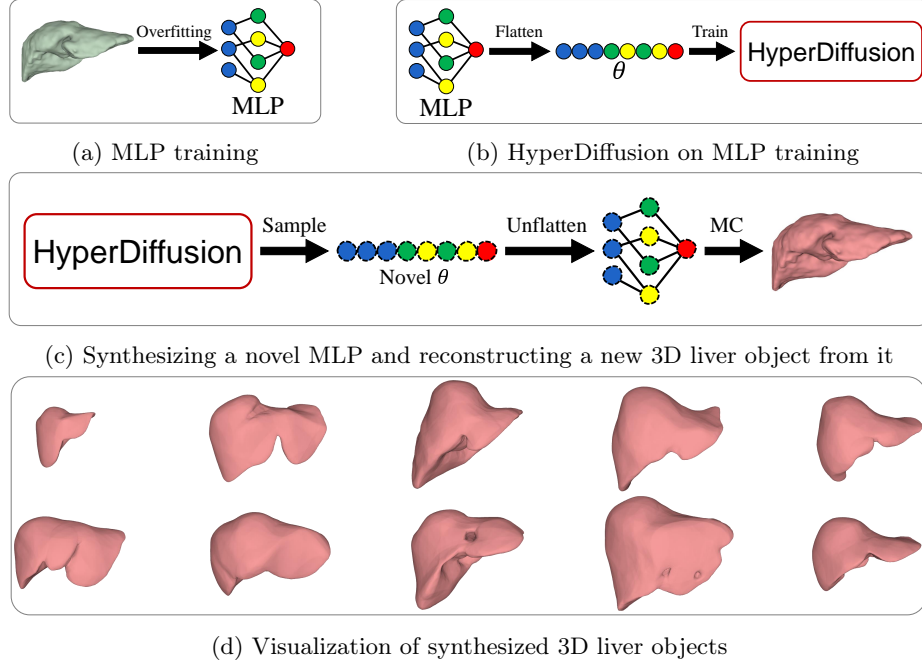 Overfitting
MLP
(a) MLP training
Flatten
Train
HyperDiffusion
θ
MLP
(b) HyperDiffusion on MLP training
HyperDiffusion
Sample
Unflatten
MC
Novel θ
(c) Synthesizing a novel MLP and reconstructing a new 3D liver object from it
(d) Visualization of synthesized 3D liver objects